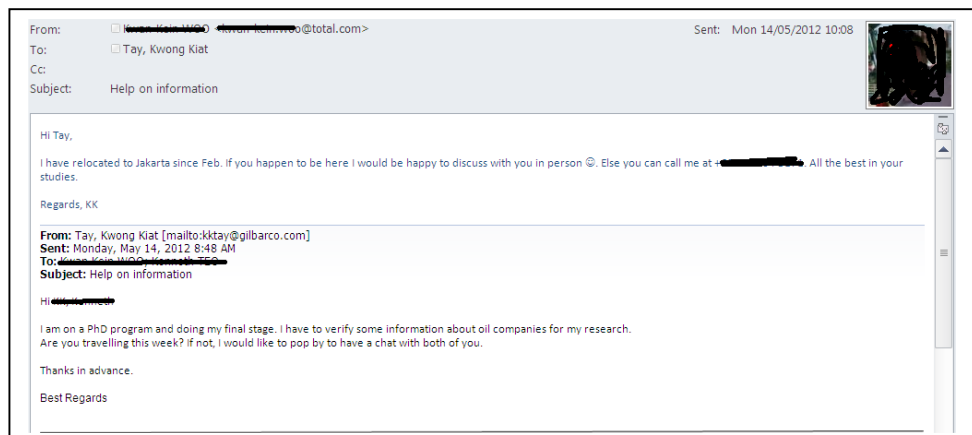 From: @total.com> Sent: Mon 14/05/2012 10:08
To: Tay, Kwong Kiat
Cc:
Subject: Help on information
Hi Tay,
I have relocated to Jakarta since Feb. If you happen to be here I would be happy to discuss with you in person ☺. Else you can call me at + . All the best in your
studies.
Regards, KK
From: Tay, Kwong Kiat [mailto:kktay@gilbarco.com]
Sent: Monday, May 14, 2012 8:48 AM
To:
Subject: Help on information
Hi
I am on a PhD program and doing my final stage. I have to verify some information about oil companies for my research.
Are you travelling this week? If not, I would like to pop by to have a chat with both of you.
Thanks in advance.
Best Regards